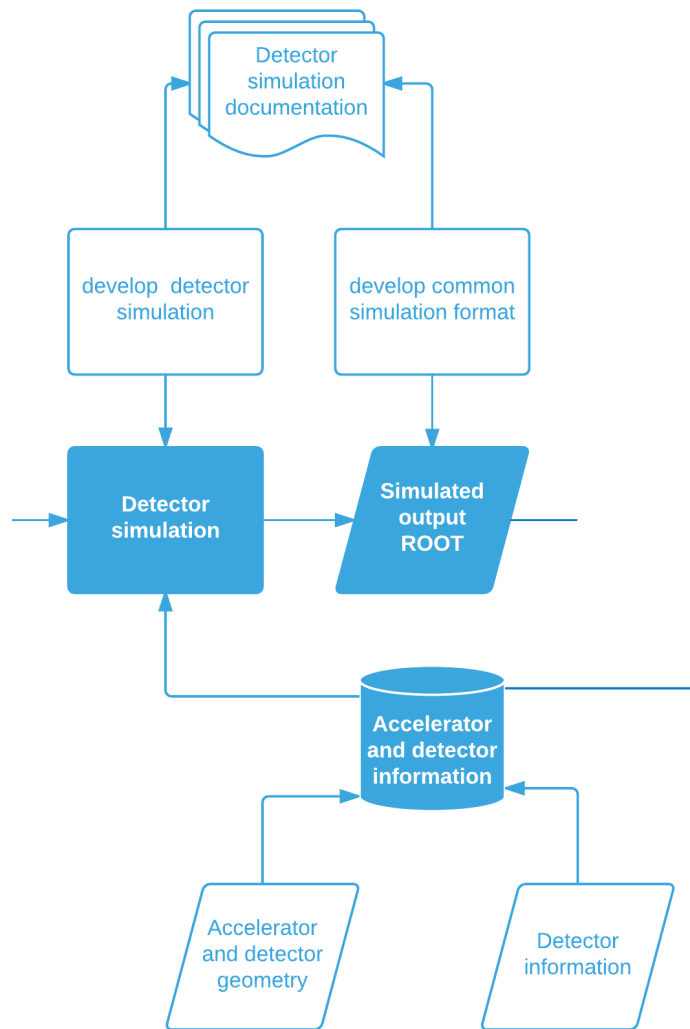 Detector
simulation
documentation
develop  detector
simulation
develop common
simulation format
Detector
simulation
Simulated
output
ROOT
Accelerator
and detector
information
Accelerator
and detector
geometry
Detector
information